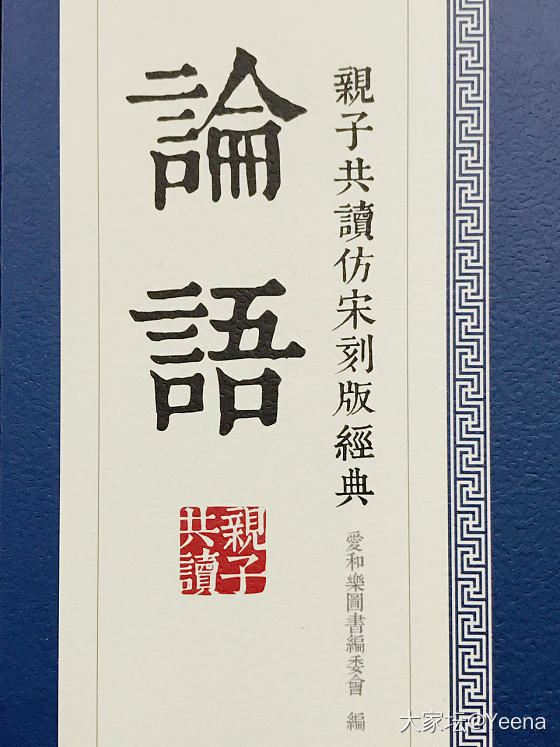 親子共讀仿宋刻版經典
論語
親子
共讀
愛和樂圖書編委會 編
大家坛@Yeena